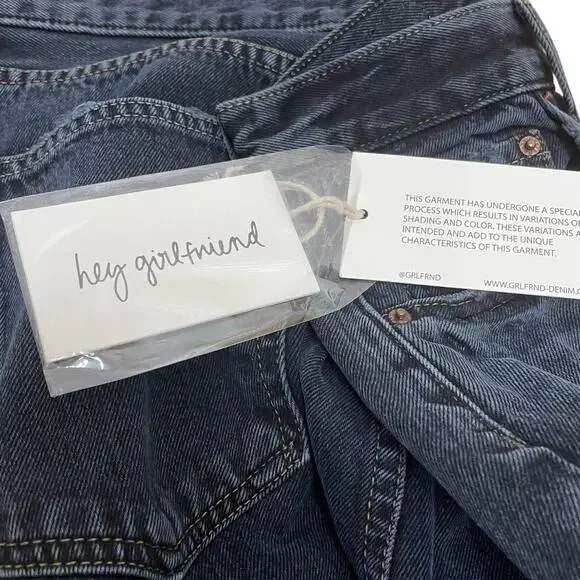 hey girlfriend
THIS GARMENT HAS UNDERGONE A SPECIAL
PROCESS WHICH RESULTS IN VARIATIONS OF
SHADING AND COLOR. THESE VARIATIONS A
INTENDED AND ADD TO THE UNIQUE
CHARACTERISTICS OF THIS GARMENT.
@GRLFRND WWW.GRLFRND-DENIM.C